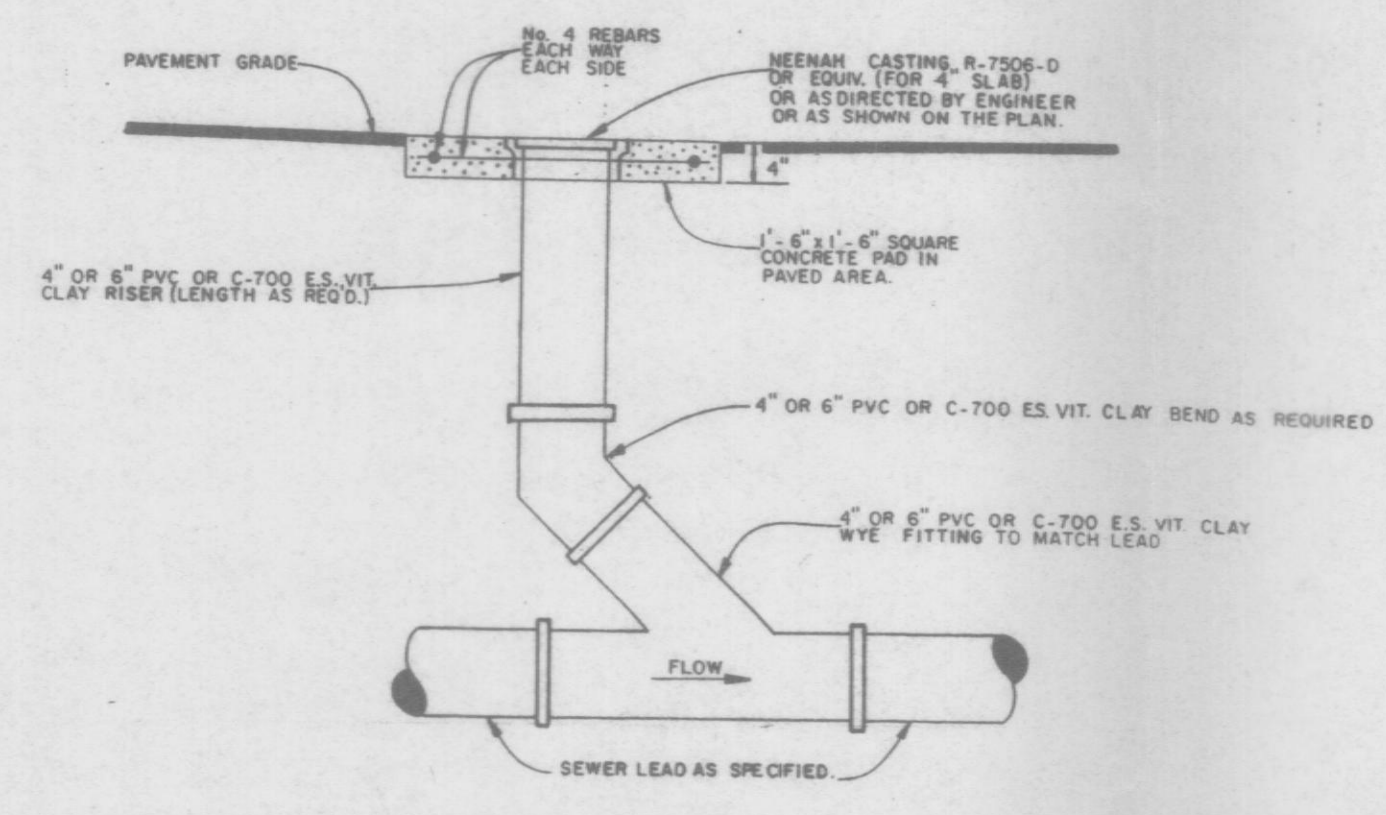 No. 4 REBARS
EACH WAY
EACH SIDE
PAVEMENT GRADE
NEENAH CASTING R-7506-D
OR EQUIV. (FOR 4" SLAB)
OR AS DIRECTED BY ENGINEER
OR AS SHOWN ON THE PLAN.
4"
1'-6" x 1'-6" SQUARE
CONCRETE PAD IN
PAVED AREA.
4" OR 6" PVC OR C-700 E.S. VIT.
CLAY RISER (LENGTH AS REQ'D.)
4" OR 6" PVC OR C-700 E.S. VIT. CLAY BEND AS REQUIRED
4" OR 6" PVC OR C-700 E.S. VIT. CLAY
WYE FITTING TO MATCH LEAD
FLOW
SEWER LEAD AS SPECIFIED.